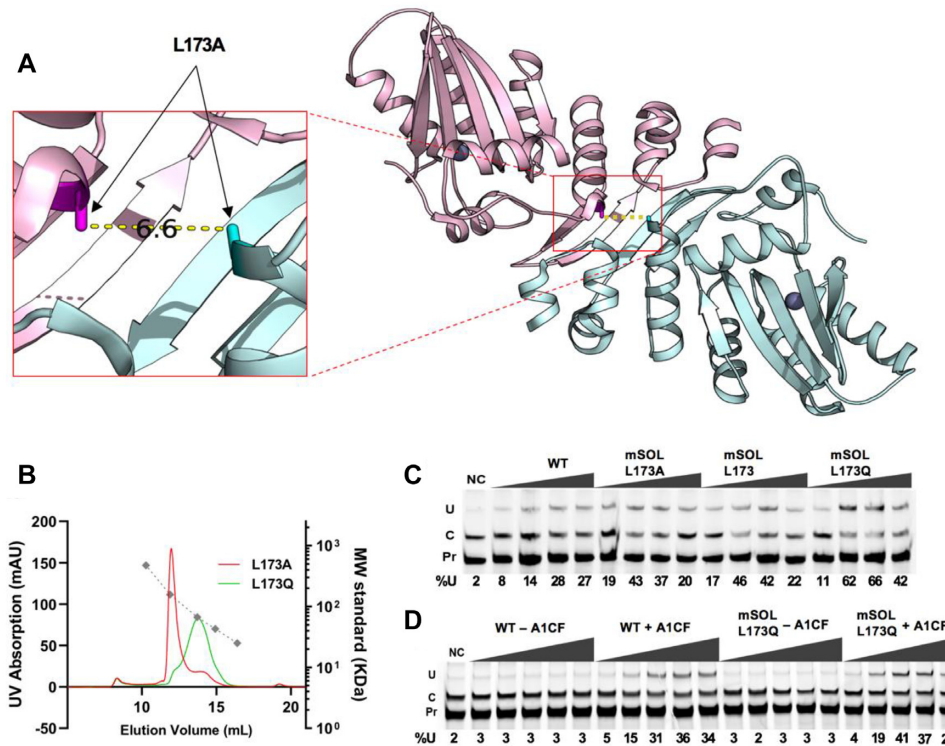 A
L173A
6.6
B
UV Absorption (mAU)
200
150
100
50
0
-50
0
5
10
15
20
Elution Volume (mL)
L173A
L173Q
10³
10²
10¹
10⁰
MW standard (KDa)
C
NC
WT
mSOL L173A
mSOL L173
mSOL L173Q
U
C
Pr
%U 2 8 14 28 27 19 43 37 20 17 46 42 22 11 62 66 42
D
NC
WT – A1CF
WT + A1CF
mSOL L173Q – A1CF
mSOL L173Q + A1CF
U
C
Pr
%U 2 3 3 3 3 3 5 15 31 36 34 3 2 3 3 3 4 19 41 37 2